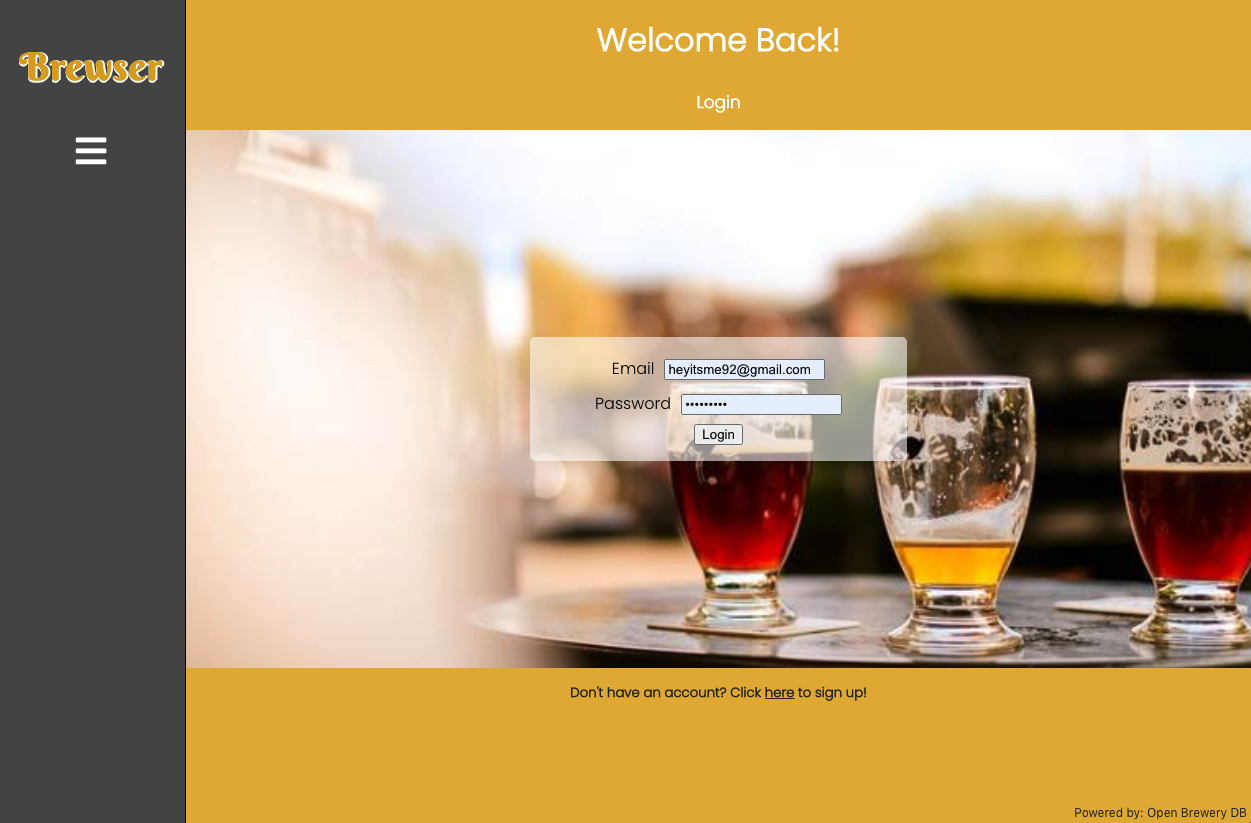 Brewser
Welcome Back!
Login
Email heyitsme92@gmail.com
Password •••••••••
Login
Don't have an account? Click here to sign up!
Powered by: Open Brewery DB